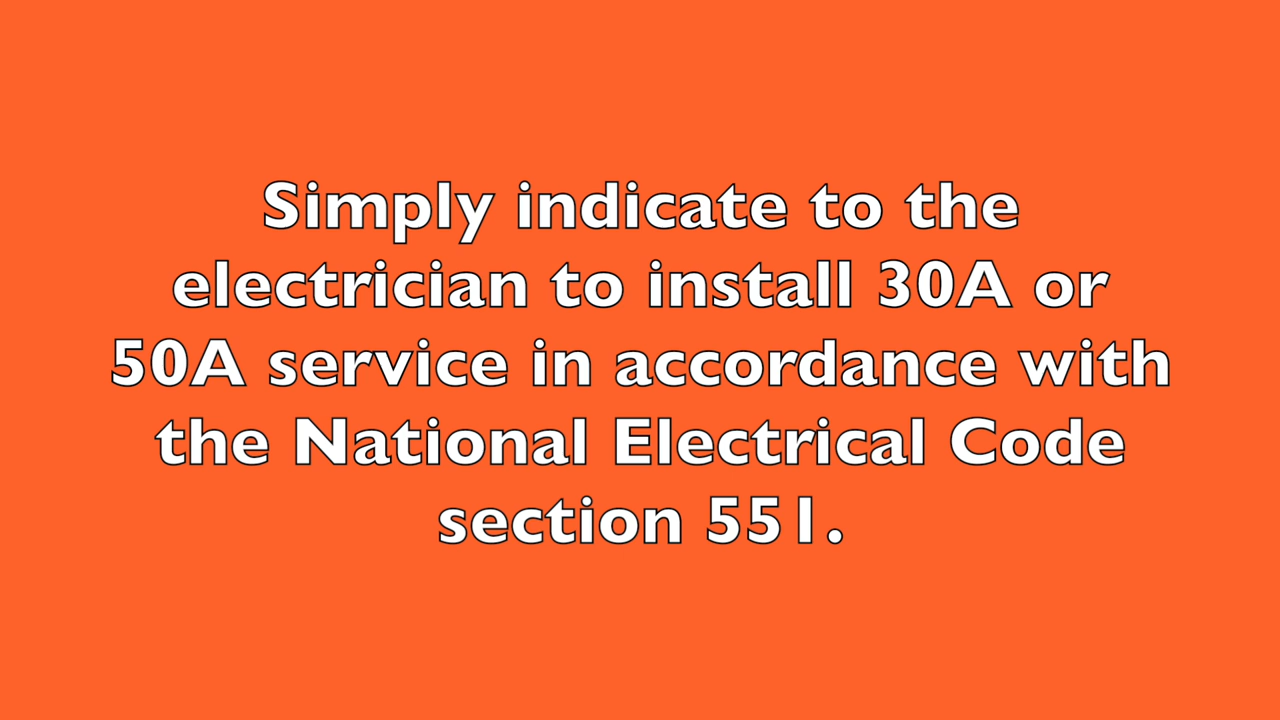 Simply indicate to the
electrician to install 30A or
50A service in accordance with
the National Electrical Code
section 551.